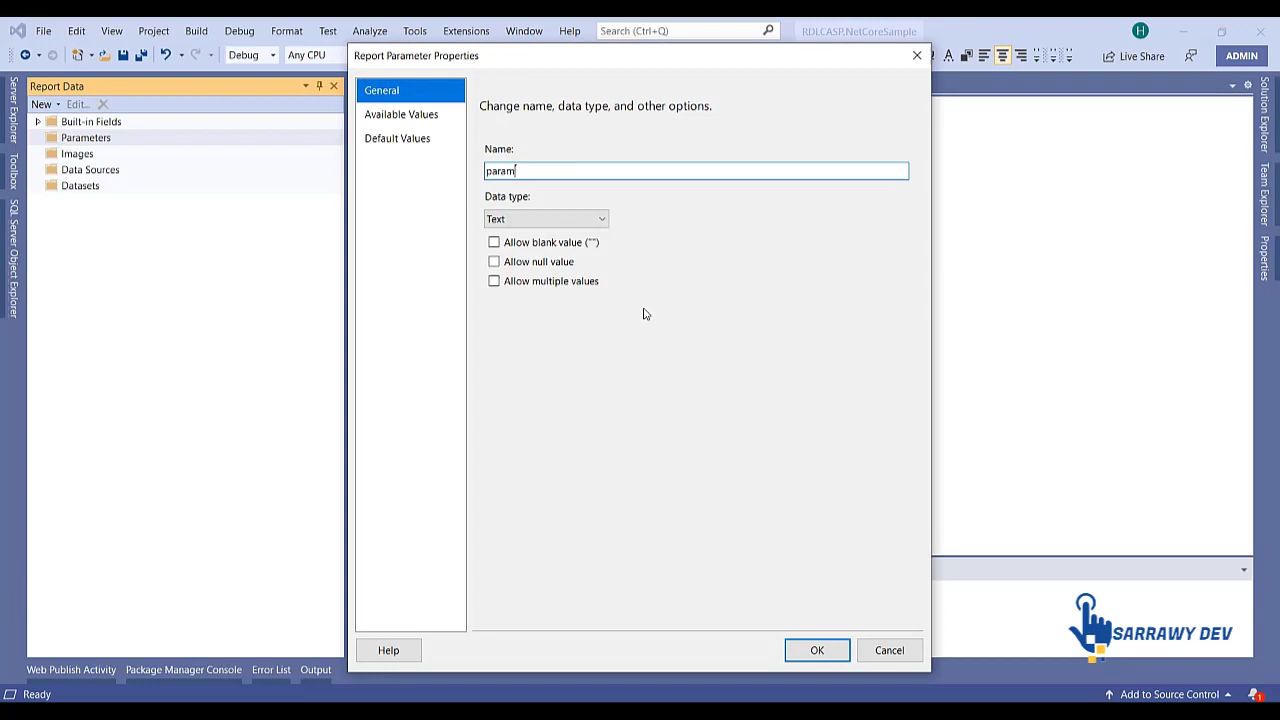 File Edit View Project Build Debug Format Test Analyze Tools Extensions Window Help Search (Ctrl+Q) RDLCASP.NetCoreSample H
Debug Any CPU Live Share ADMIN
Report Parameter Properties
Report Data
New Edit...
Built-in Fields
Parameters
Images
Data Sources
Datasets
General
Available Values
Default Values
Change name, data type, and other options.
Name:
param
Data type:
Text
Allow blank value ("")
Allow null value
Allow multiple values
Help
OK
Cancel
Server Explorer
Toolbox
SQL Server Object Explorer
Solution Explorer
Team Explorer
Properties
SARRAWY DEV
Web Publish Activity Package Manager Console Error List Output
Ready
Add to Source Control
1